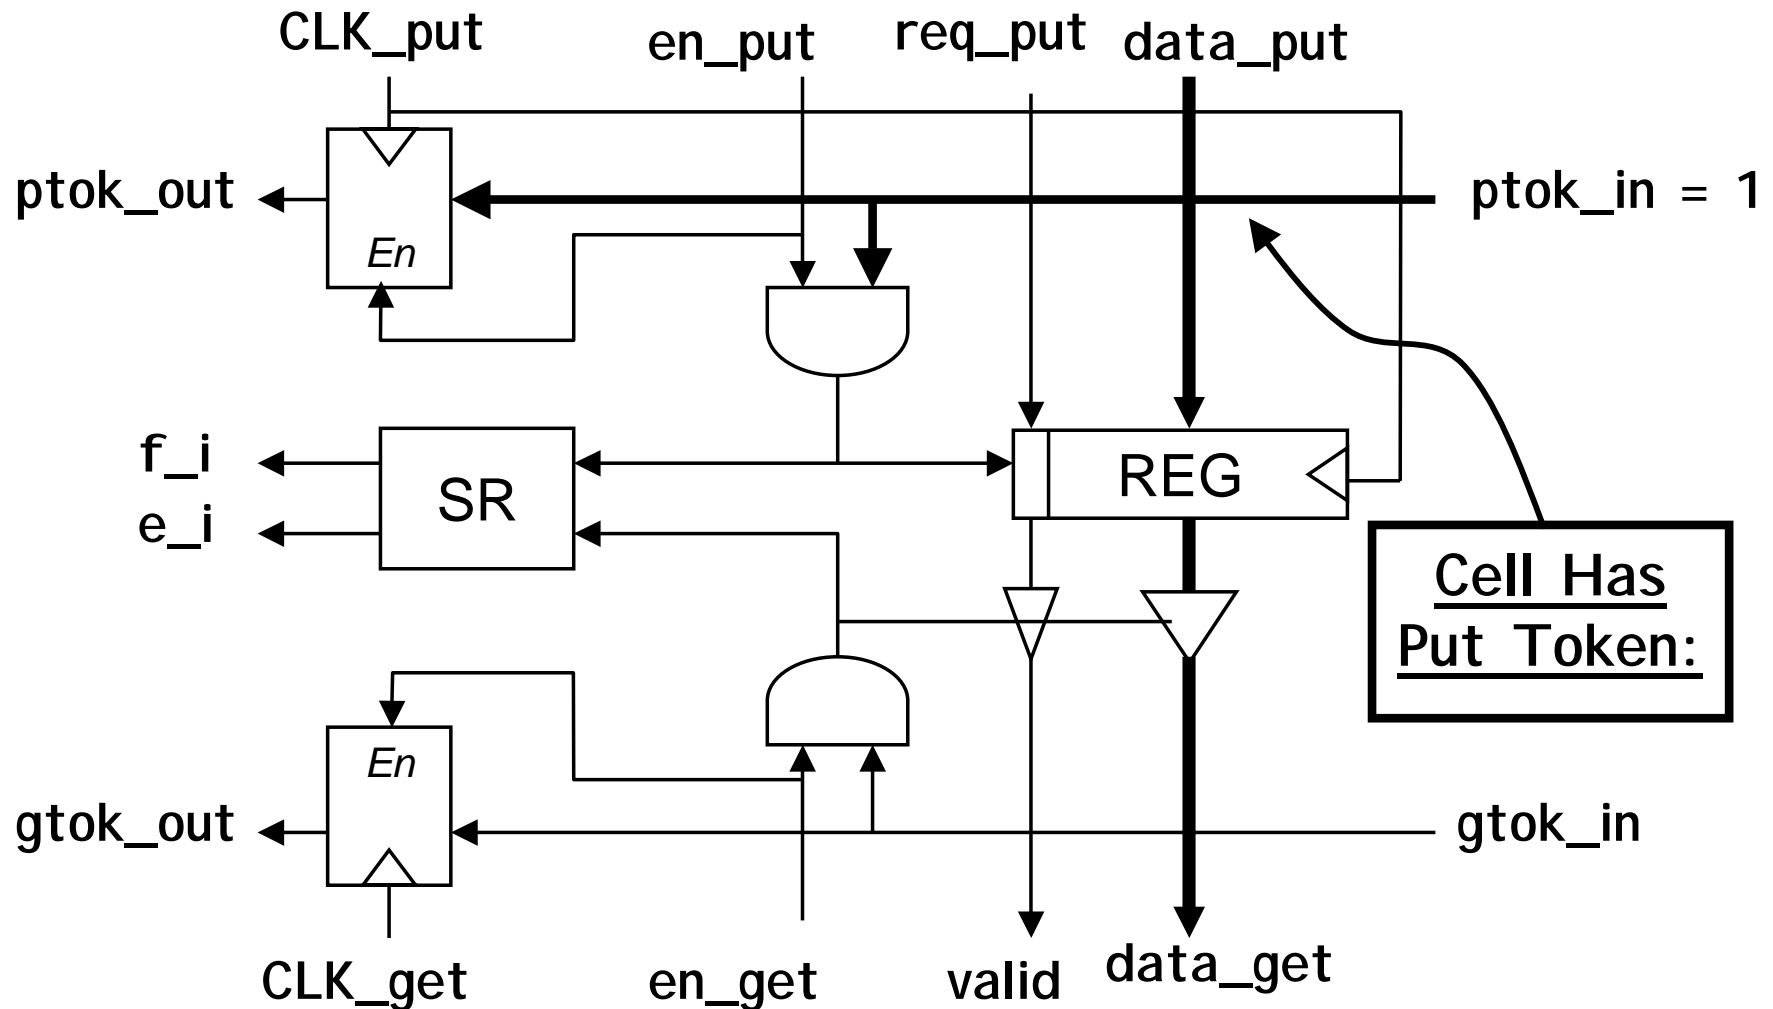 CLK_put
en_put
req_put
data_put
ptok_out
ptok_in = 1
En
f_i
SR
REG
e_i
Cell Has
Put Token:
En
gtok_out
gtok_in
CLK_get
en_get
valid
data_get